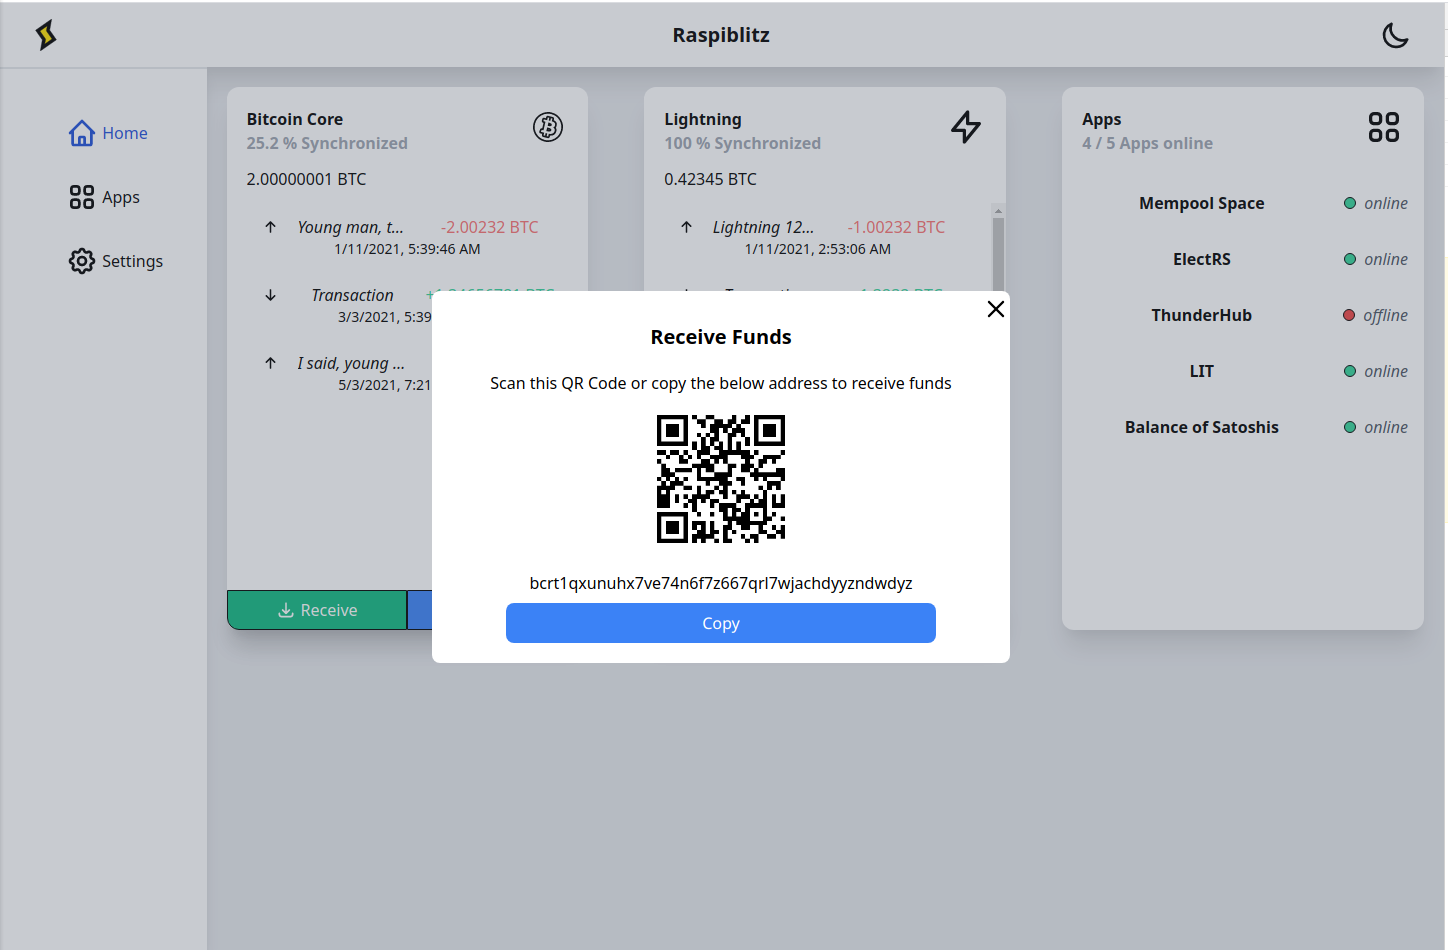 Raspiblitz
Home
Apps
Settings
Bitcoin Core
25.2 % Synchronized
2.00000001 BTC
Young man, t... -2.00232 BTC
1/11/2021, 5:39:46 AM
Transaction
3/3/2021, 5:39
I said, young ...
5/3/2021, 7:21
Receive
Lightning
100 % Synchronized
0.42345 BTC
Lightning 12... -1.00232 BTC
1/11/2021, 2:53:06 AM
Apps
4 / 5 Apps online
Mempool Space online
ElectRS online
ThunderHub offline
LIT online
Balance of Satoshis online
Receive Funds
Scan this QR Code or copy the below address to receive funds
bcrt1qxunuhx7ve74n6f7z667qrl7wjachdyyzndwdyz
Copy